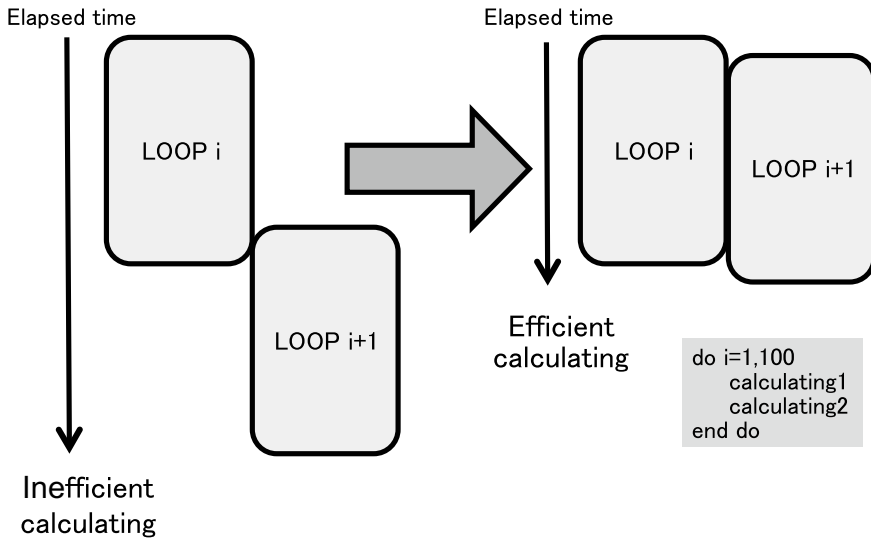 Elapsed time
LOOP i
LOOP i+1
Inefficient
calculating
Elapsed time
LOOP i
LOOP i+1
Efficient
calculating
do i=1,100
calculating1
calculating2
end do